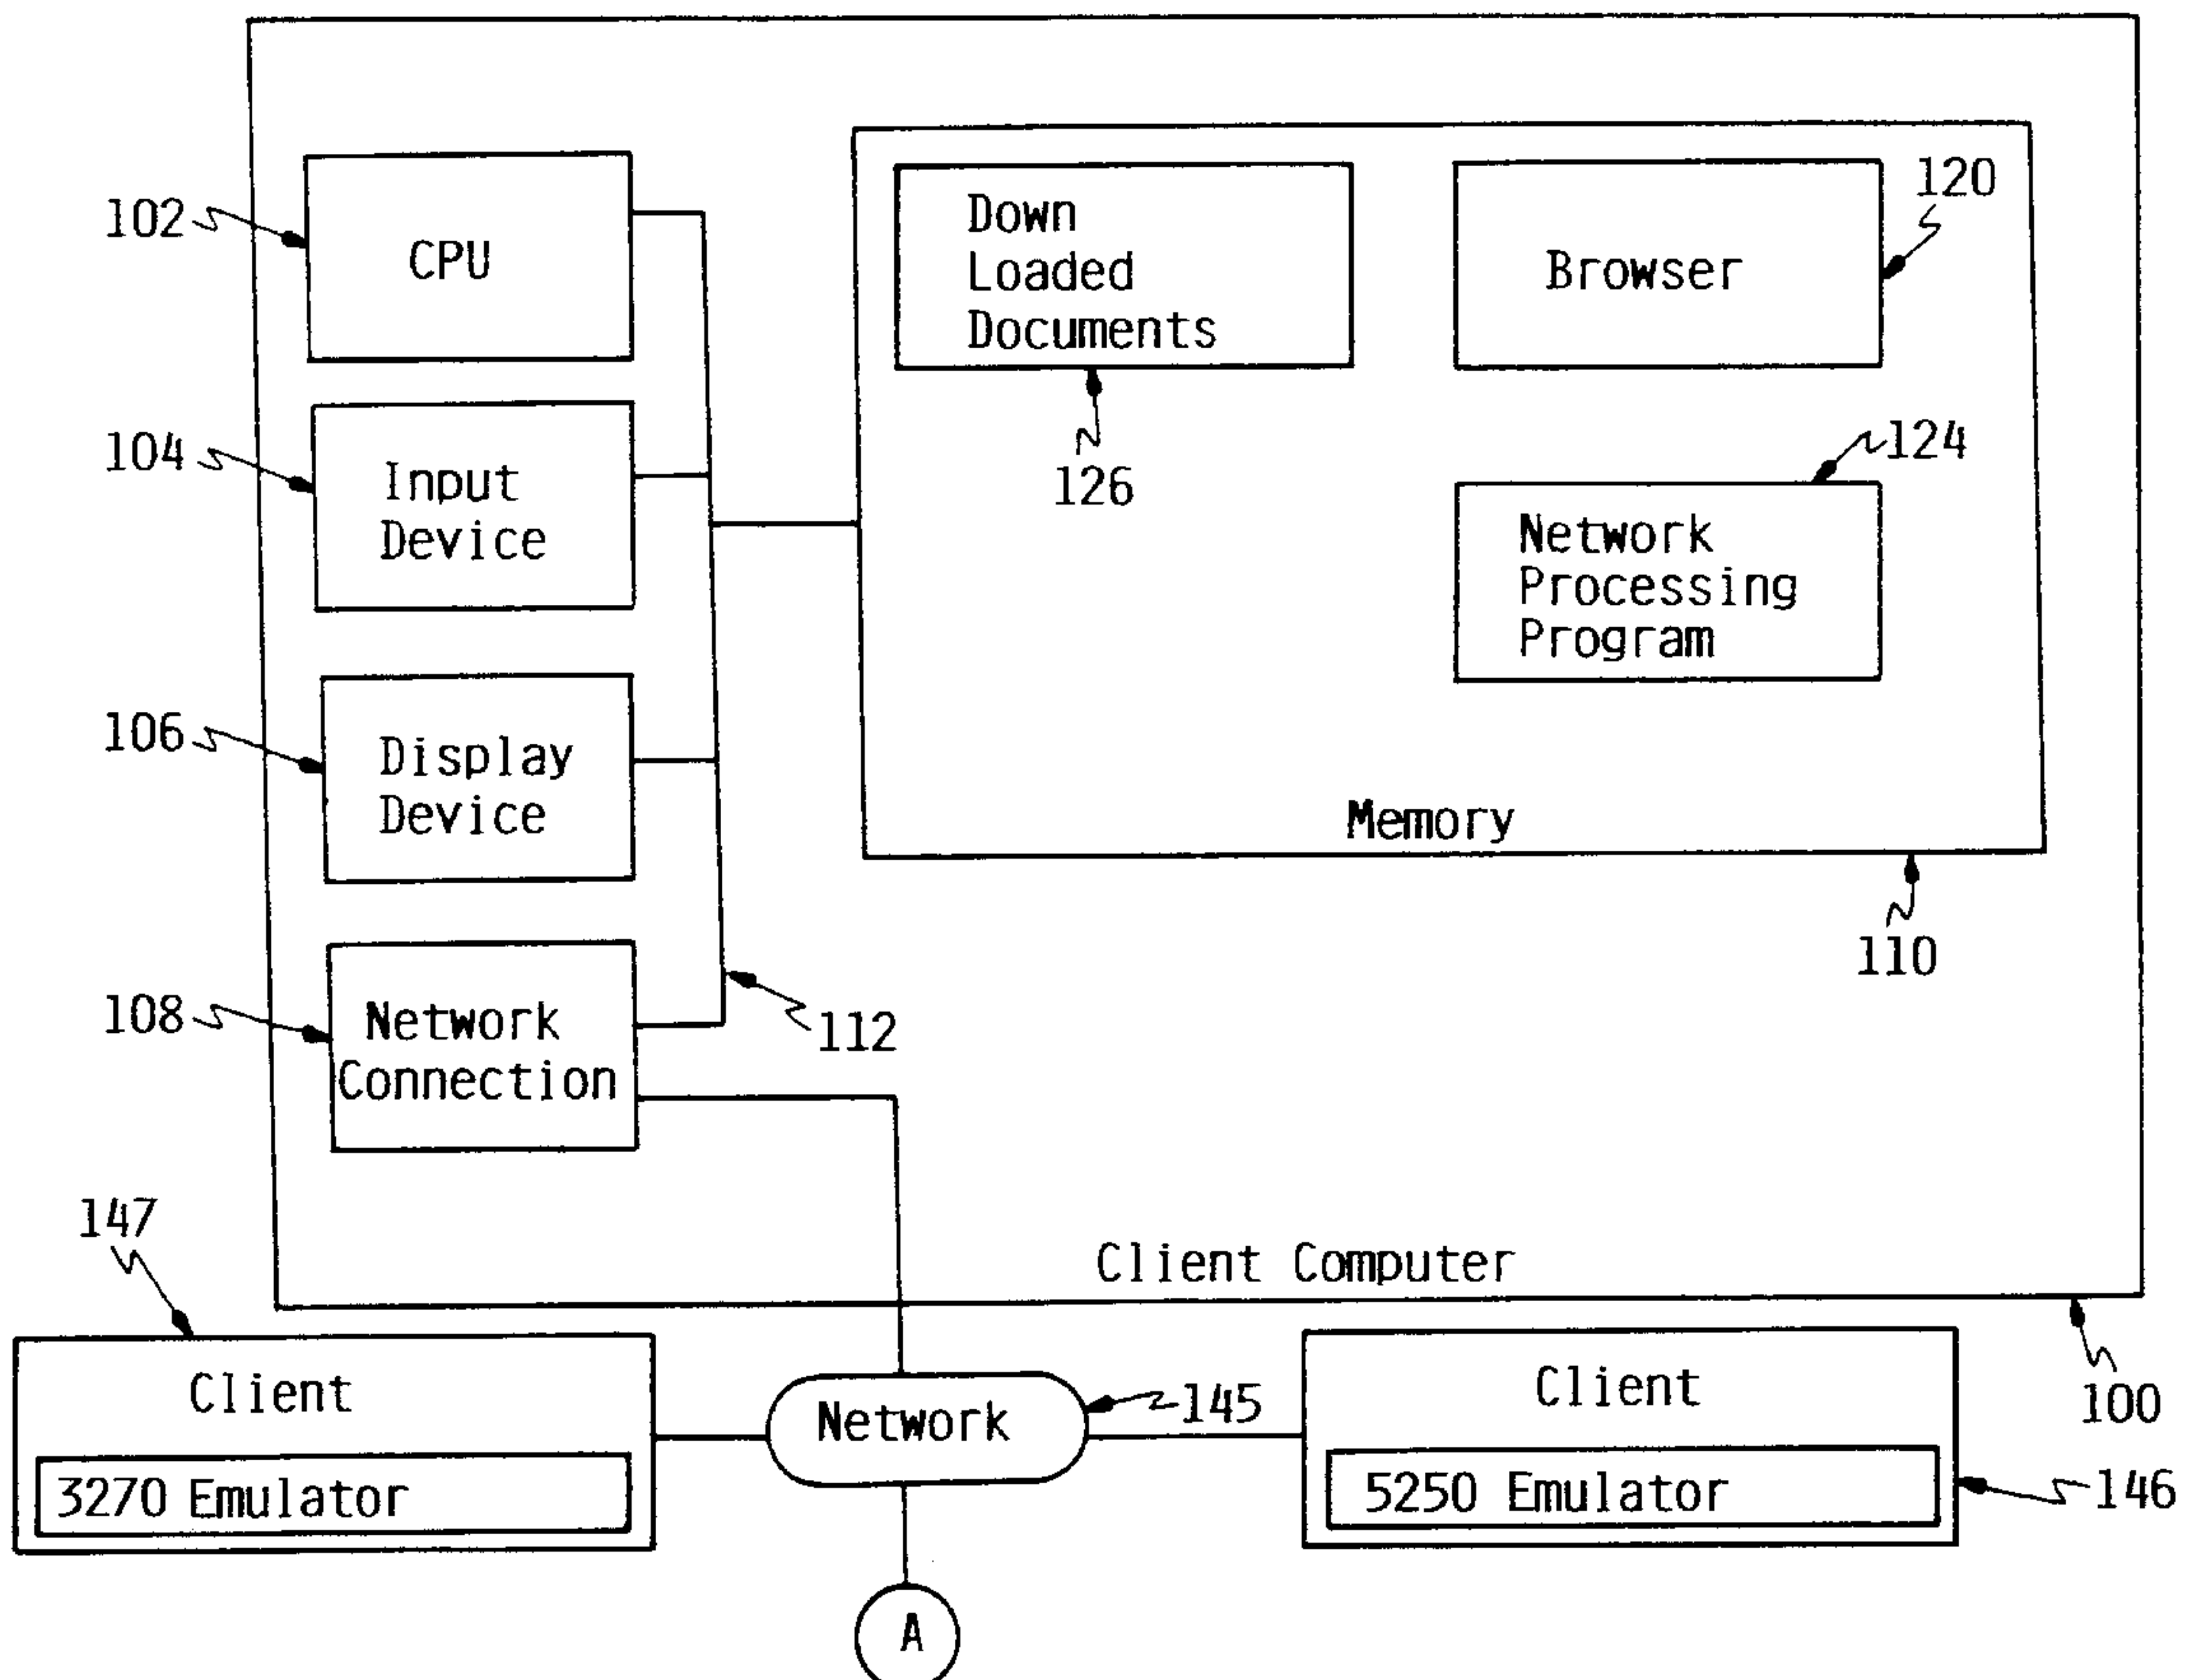 102
CPU
104
Input
Device
106
Display
Device
108
Network
Connection
112
Down
Loaded
Documents
126
Browser
120
124
Network
Processing
Program
Memory
110
Client Computer
100
147
Client
3270 Emulator
Network
145
Client
5250 Emulator
146
A